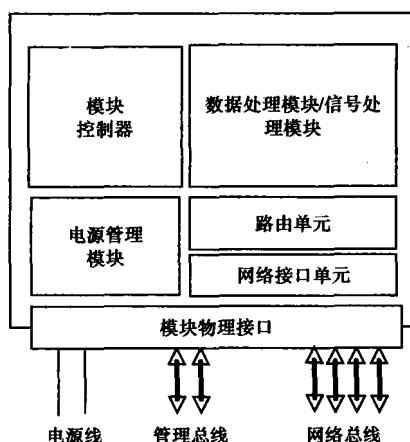 模块
控制器
数据处理模块/信号处
理模块
电源管理
模块
路由单元
网络接口单元
模块物理接口
电源线
管理总线
网络总线